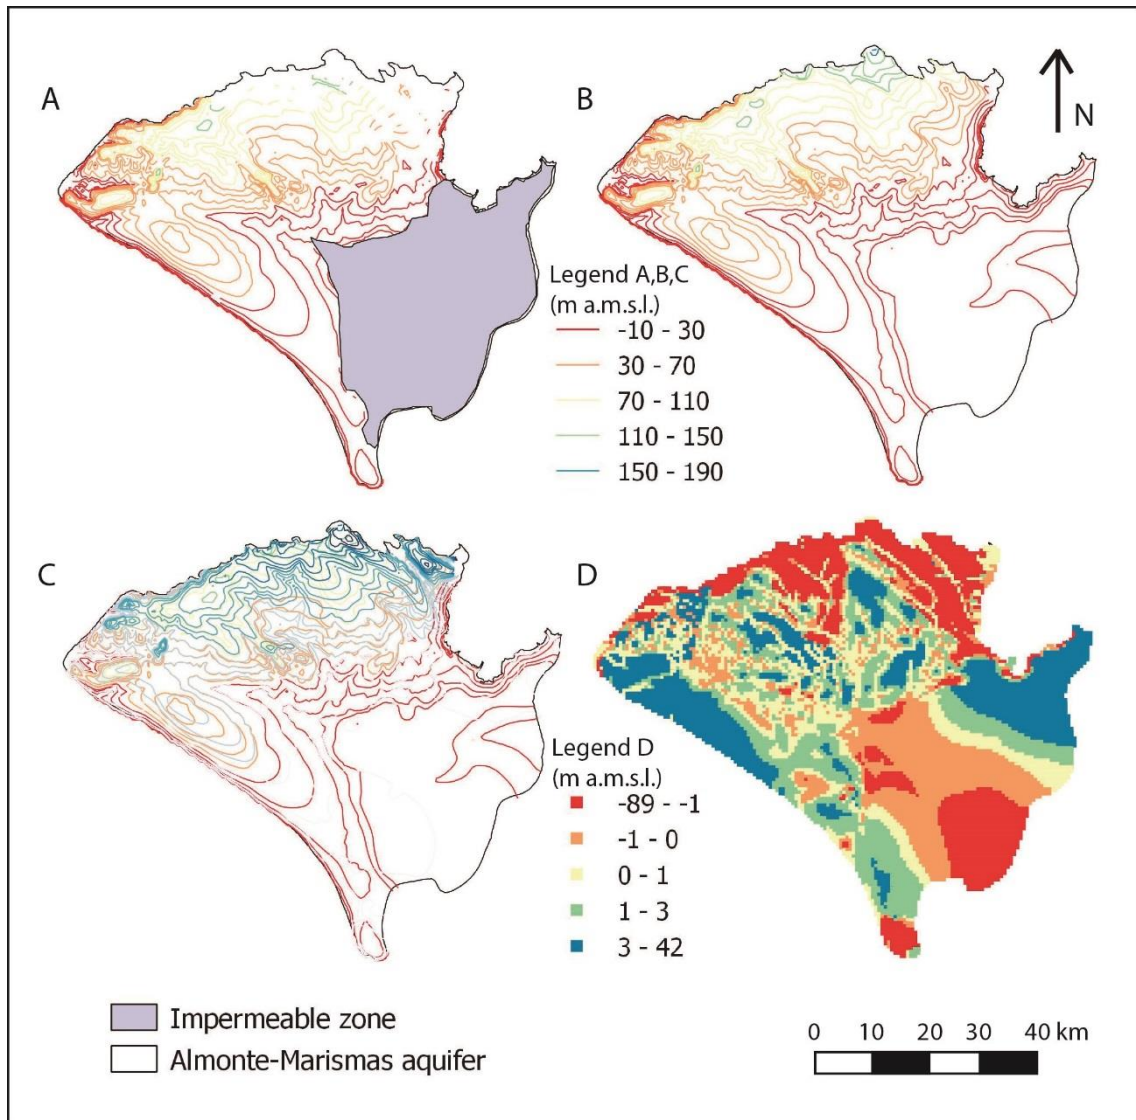 A
B
N
Legend A,B,C
(m a.m.s.l.)
-10 - 30
30 - 70
70 - 110
110 - 150
150 - 190
C
D
Legend D
(m a.m.s.l.)
-89 - -1
-1 - 0
0 - 1
1 - 3
3 - 42
Impermeable zone
Almonte-Marismas aquifer
0 10 20 30 40 km